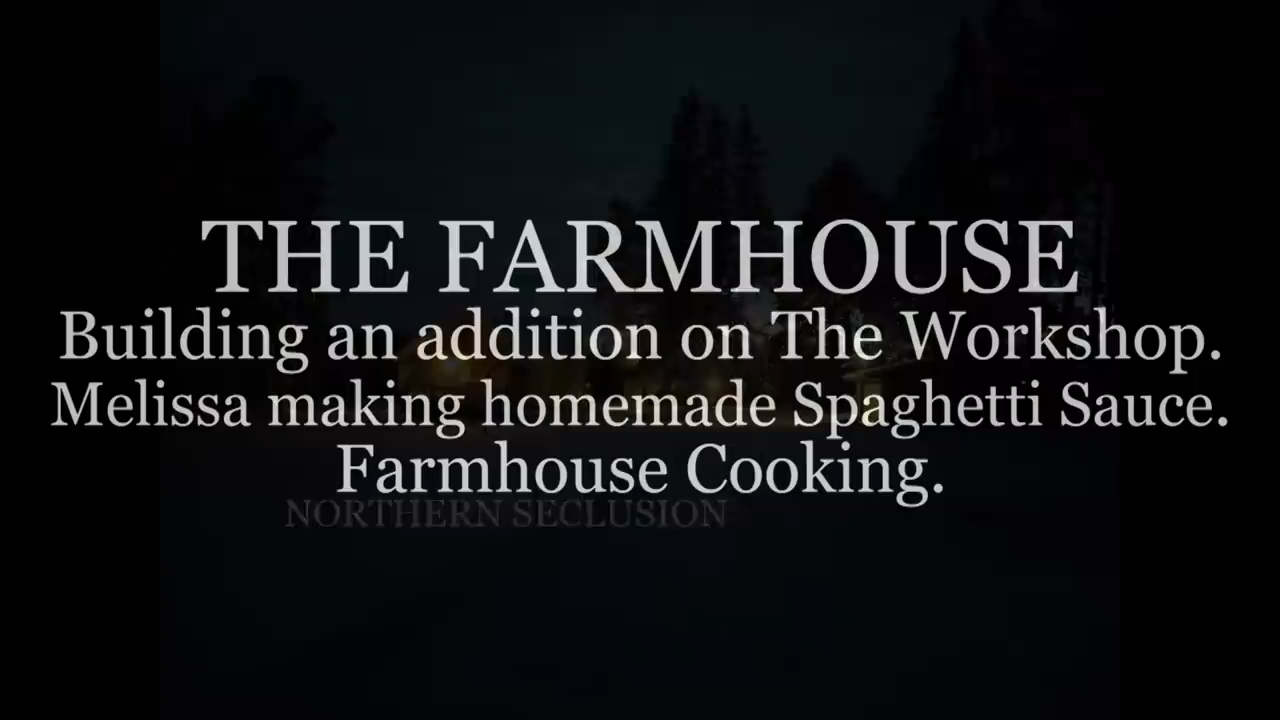 THE FARMHOUSE
Building an addition on The Workshop.
Melissa making homemade Spaghetti Sauce.
Farmhouse Cooking.
NORTHERN SECLUSION